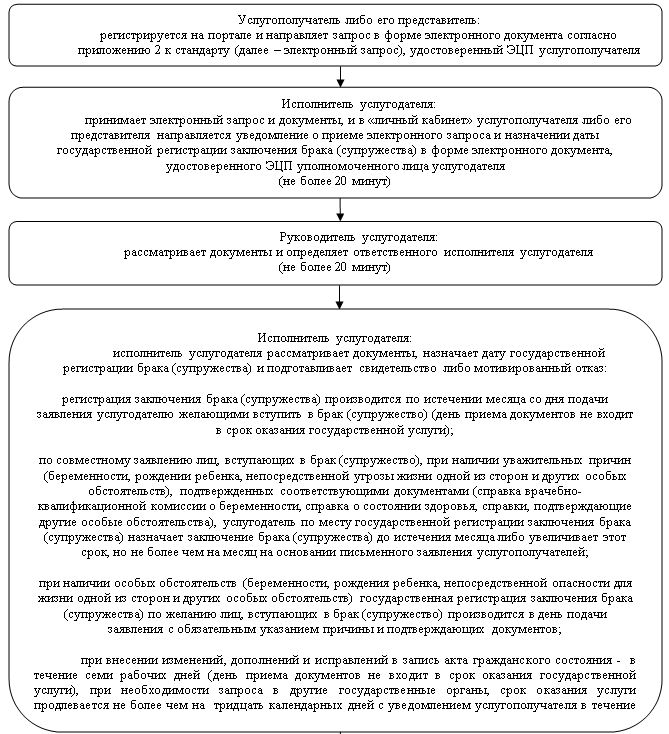 Услугополучатель либо его представитель:
регистрируется на портале и направляет запрос в форме электронного документа согласно
приложению 2 к стандарту (далее – электронный запрос), удостоверенный ЭЦП услугополучателя
Исполнитель услугодателя:
принимает электронный запрос и документы, и в «личный кабинет» услугополучателя либо его
представителя направляется уведомление о приеме электронного запроса и назначении даты
государственной регистрации заключения брака (супружества) в форме электронного документа,
удостоверенного ЭЦП уполномоченного лица услугодателя
(не более 20 минут)
Руководитель услугодателя:
рассматривает документы и определяет ответственного исполнителя услугодателя
(не более 20 минут)
Исполнитель услугодателя:
исполнитель услугодателя рассматривает документы, назначает дату государственной
регистрации брака (супружества) и подготавливает свидетельство либо мотивированный отказ:
регистрация заключения брака (супружества) производится по истечении месяца со дня подачи
заявления услугодателю желающими вступить в брак (супружество) (день приема документов не входит
в срок оказания государственной услуги);
по совместному заявлению лиц, вступающих в брак (супружество), при наличии уважительных причин
(беременности, рождении ребенка, непосредственной угрозы жизни одной из сторон и других особых
обстоятельств), подтвержденных соответствующими документами (справка врачебно-
квалификационной комиссии о беременности, справка о состоянии здоровья, справки, подтверждающие
другие особые обстоятельства), услугодатель по месту государственной регистрации заключения брака
(супружества) назначает заключение брака (супружества) до истечения месяца либо увеличивает этот
срок, но не более чем на месяц на основании письменного заявления услугополучателей;
при наличии особых обстоятельств (беременности, рождения ребенка, непосредственной опасности для
жизни одной из сторон и других особых обстоятельств) государственная регистрация заключения брака
(супружества) по желанию лиц, вступающих в брак (супружество) производится в день подачи
заявления с обязательным указанием причины и подтверждающих документов;
при внесении изменений, дополнений и исправлений в запись акта гражданского состояния - в
течение семи рабочих дней (день приема документов не входит в срок оказания государственной
услуги), при необходимости запроса в другие государственные органы, срок оказания услуги
продлевается не более чем на тридцать календарных дней с уведомлением услугополучателя в течение